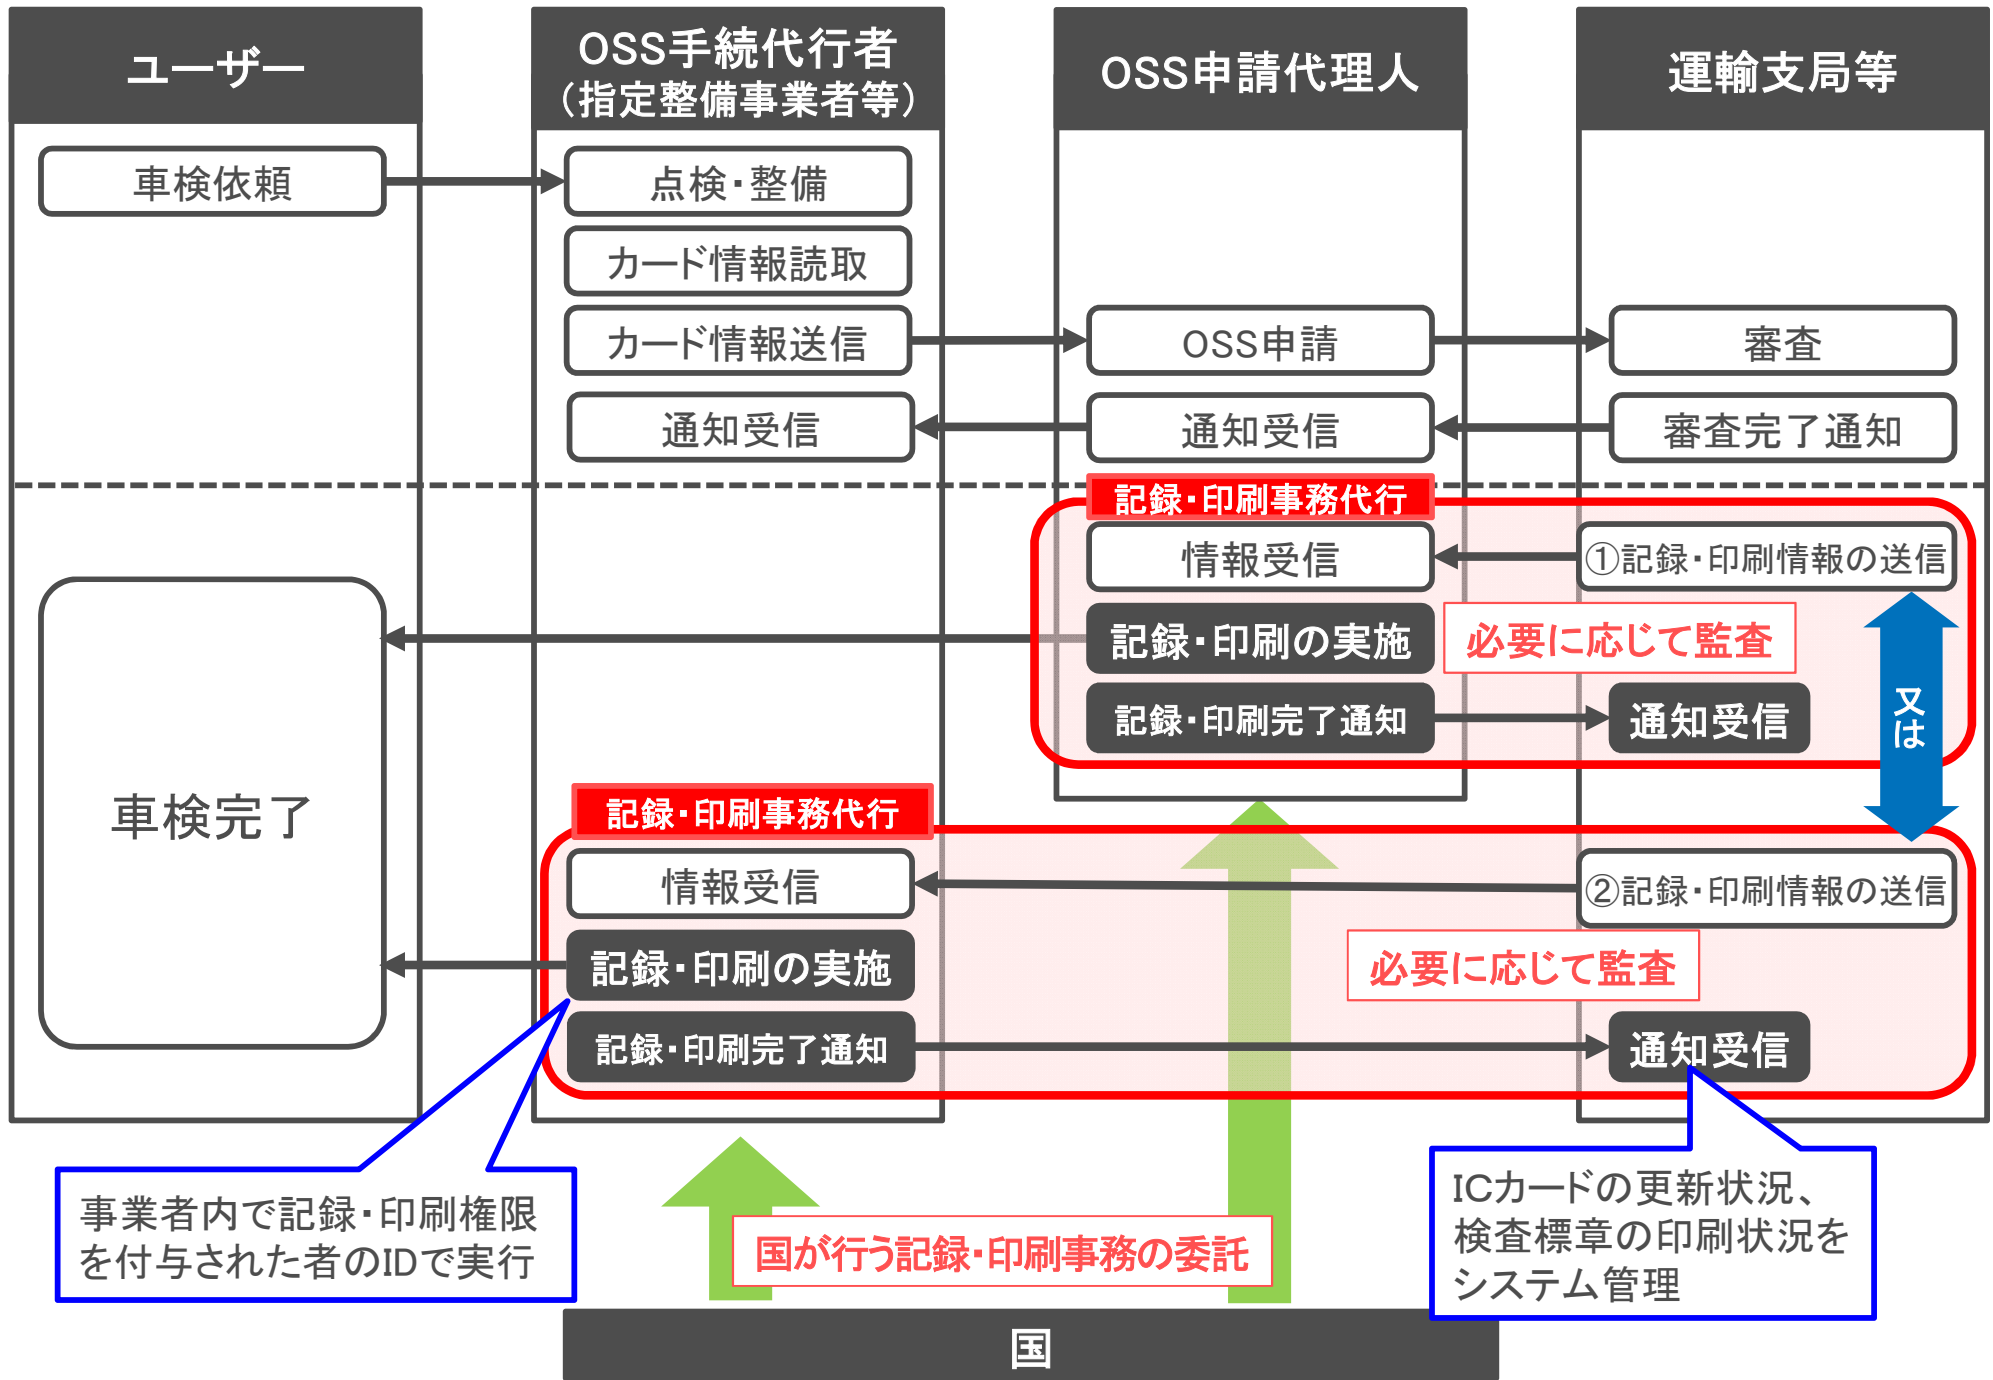 ユーザー
OSS手続代行者
（指定整備事業者等）
OSS申請代理人
運輸支局等
車検依頼
点検・整備
カード情報読取
カード情報送信
OSS申請
審査
通知受信
通知受信
審査完了通知
記録・印刷事務代行
情報受信
①記録・印刷情報の送信
記録・印刷の実施
必要に応じて監査
記録・印刷完了通知
通知受信
又は
車検完了
記録・印刷事務代行
情報受信
②記録・印刷情報の送信
記録・印刷の実施
必要に応じて監査
記録・印刷完了通知
通知受信
事業者内で記録・印刷権限
を付与された者のIDで実行
国が行う記録・印刷事務の委託
ICカードの更新状況、
検査標章の印刷状況を
システム管理
国